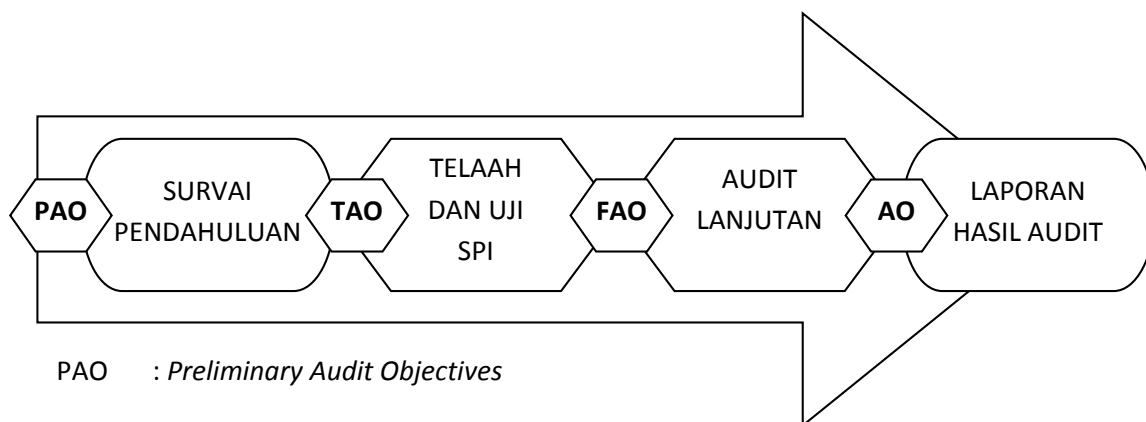 PAO
SURVAI
PENDAHULUAN
TAO
TELAAH
DAN UJI
SPI
FAO
AUDIT
LANJUTAN
AO
LAPORAN
HASIL AUDIT
PAO : Preliminary Audit Objectives